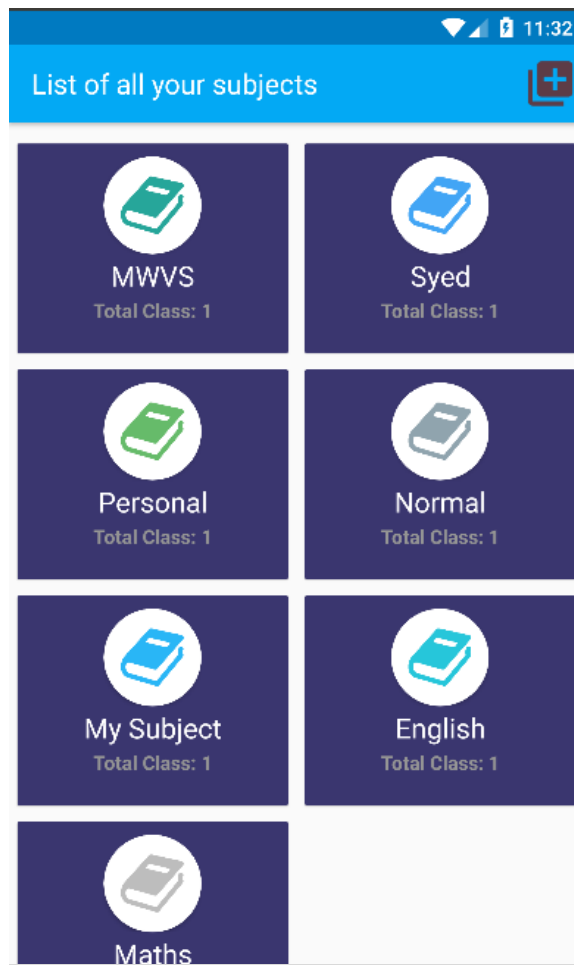 11:32
List of all your subjects
MWVS
Total Class: 1
Syed
Total Class: 1
Personal
Total Class: 1
Normal
Total Class: 1
My Subject
Total Class: 1
English
Total Class: 1
Maths